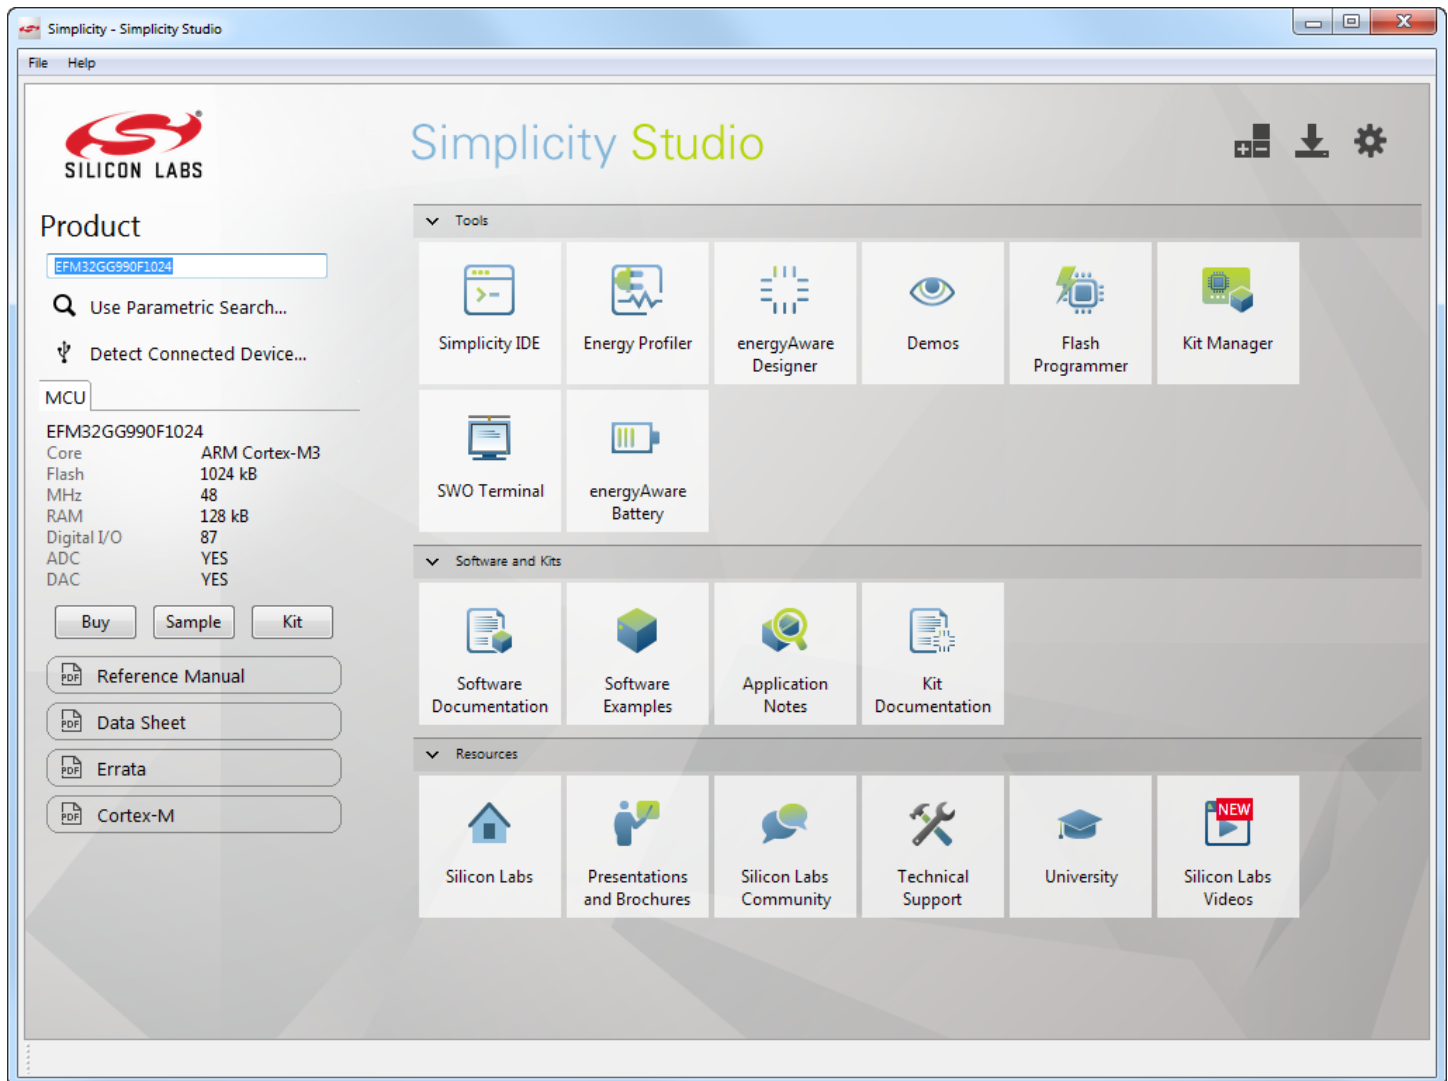 Simplicity - Simplicity Studio
File Help
SILICON LABS
Simplicity Studio
Product
EFM32GG990F1024
Use Parametric Search...
Detect Connected Device...
MCU
EFM32GG990F1024
Core ARM Cortex-M3
Flash 1024 kB
MHz 48
RAM 128 kB
Digital I/O 87
ADC YES
DAC YES
Buy Sample Kit
PDF Reference Manual
PDF Data Sheet
PDF Errata
PDF Cortex-M
Tools
Simplicity IDE
Energy Profiler
energyAware
Designer
Demos
Flash
Programmer
Kit Manager
SWO Terminal
energyAware
Battery
Software and Kits
Software
Documentation
Software
Examples
Application
Notes
Kit
Documentation
Resources
Silicon Labs
Presentations
and Brochures
Silicon Labs
Community
Technical
Support
University
NEW
Silicon Labs
Videos